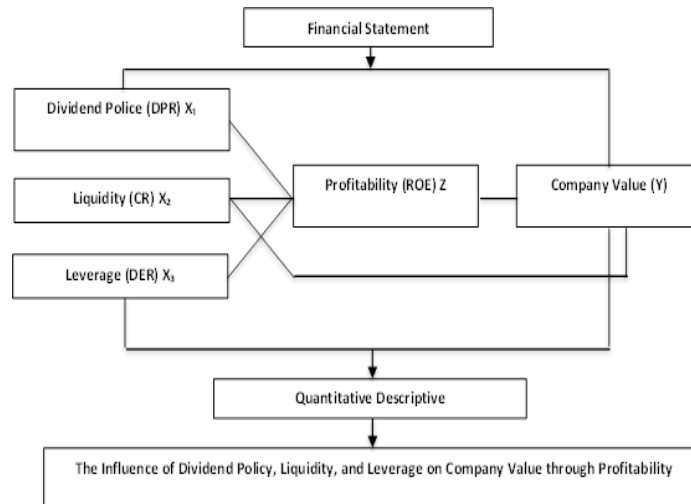 Financial Statement
Dividend Police (DPR) X₁
Profitability (ROE) Z
Company Value (Y)
Liquidity (CR) X₂
Leverage (DER) X₃
Quantitative Descriptive
The Influence of Dividend Policy, Liquidity, and Leverage on Company Value through Profitability